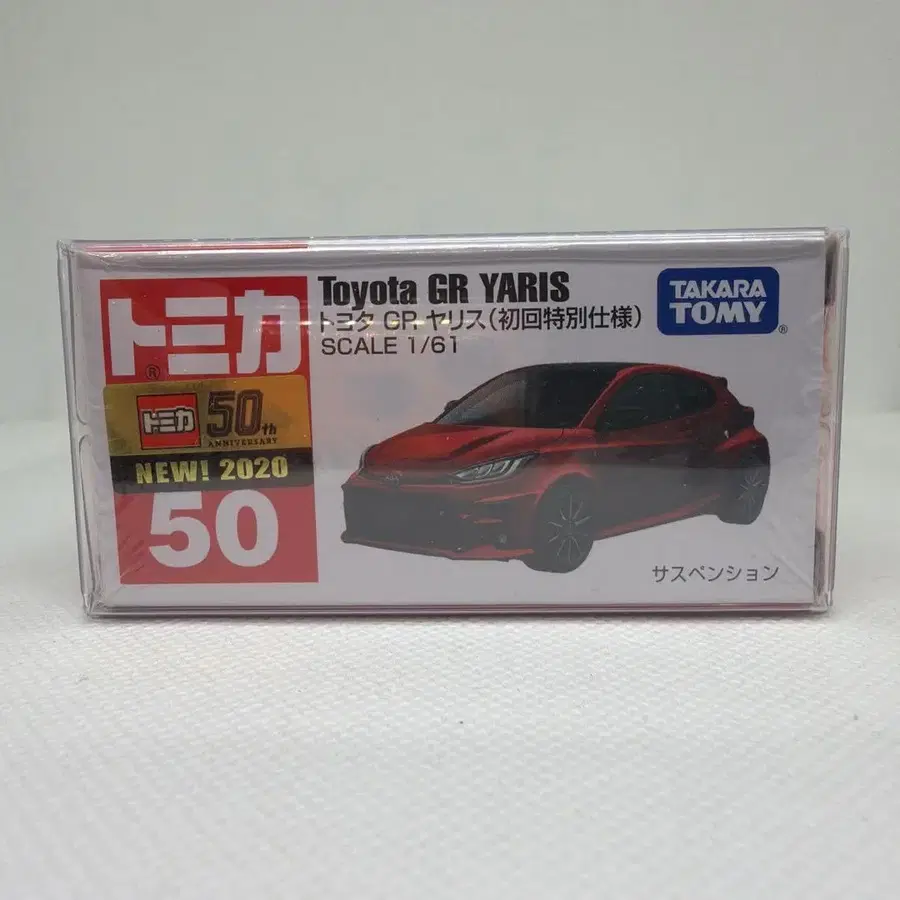 トミカ
®
トミカ 50th
ANNIVERSARY
NEW! 2020
50
Toyota GR YARIS
トヨタ GR ヤリス(初回特別仕様)
SCALE 1/61
TAKARA
TOMY
®
サスペンション